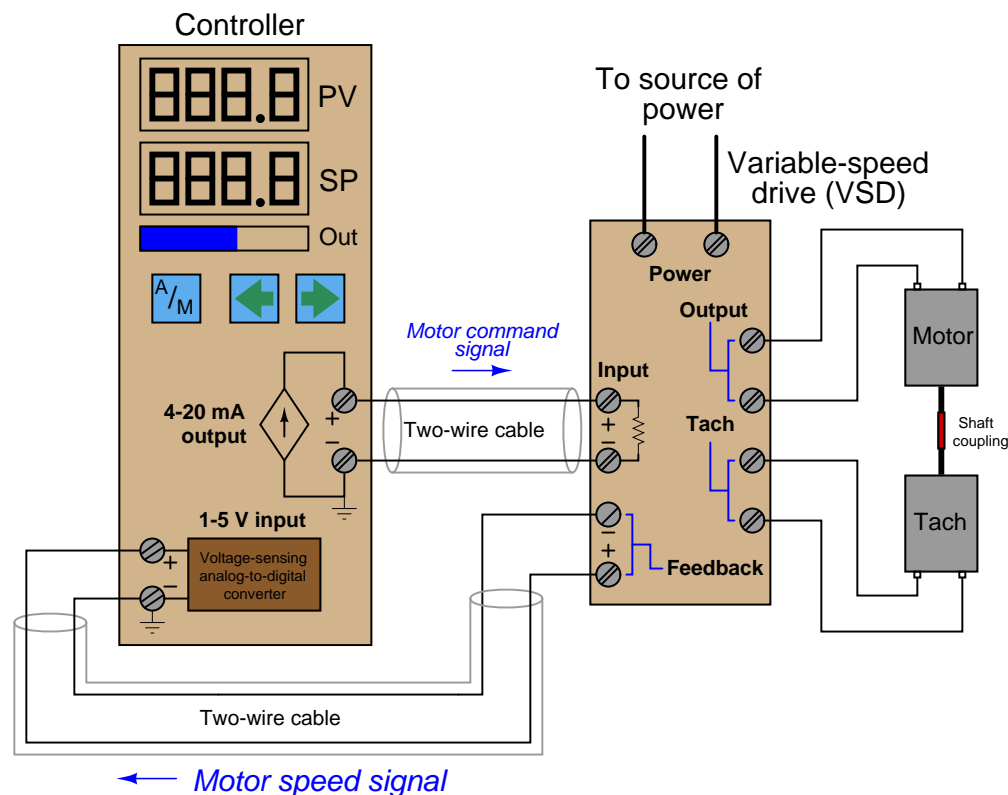 Controller
888.8 PV
888.8 SP
Out
A/M
4-20 mA
output
+
−
1-5 V input
+
−
Voltage-sensing
analog-to-digital
converter
Motor command
signal
Two-wire cable
To source of
power
Variable-speed
drive (VSD)
Power
Output
Input
+
−
Tach
−
+
Feedback
Motor
Shaft
coupling
Tach
Two-wire cable
Motor speed signal